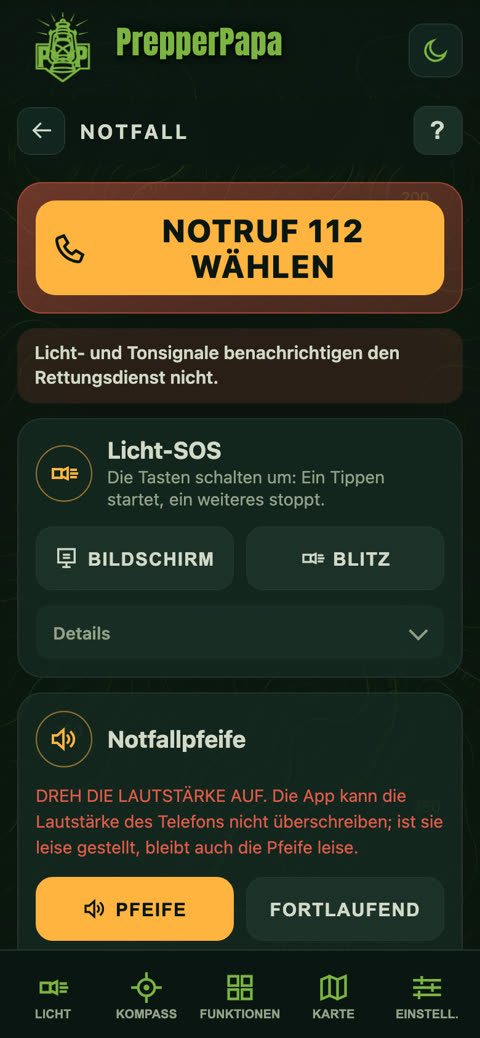 PrepperPapa
NOTFALL
?
200
NOTRUF 112
WÄHLEN
Licht- und Tonsignale benachrichtigen den
Rettungsdienst nicht.
Licht-SOS
Die Tasten schalten um: Ein Tippen
startet, ein weiteres stoppt.
BILDSCHIRM
BLITZ
Details
Notfallpfeife
DREH DIE LAUTSTÄRKE AUF. Die App kann die
Lautstärke des Telefons nicht überschreiben; ist sie
leise gestellt, bleibt auch die Pfeife leise.
PFEIFE
FORTLAUFEND
LICHT
KOMPASS
FUNKTIONEN
KARTE
EINSTELL.